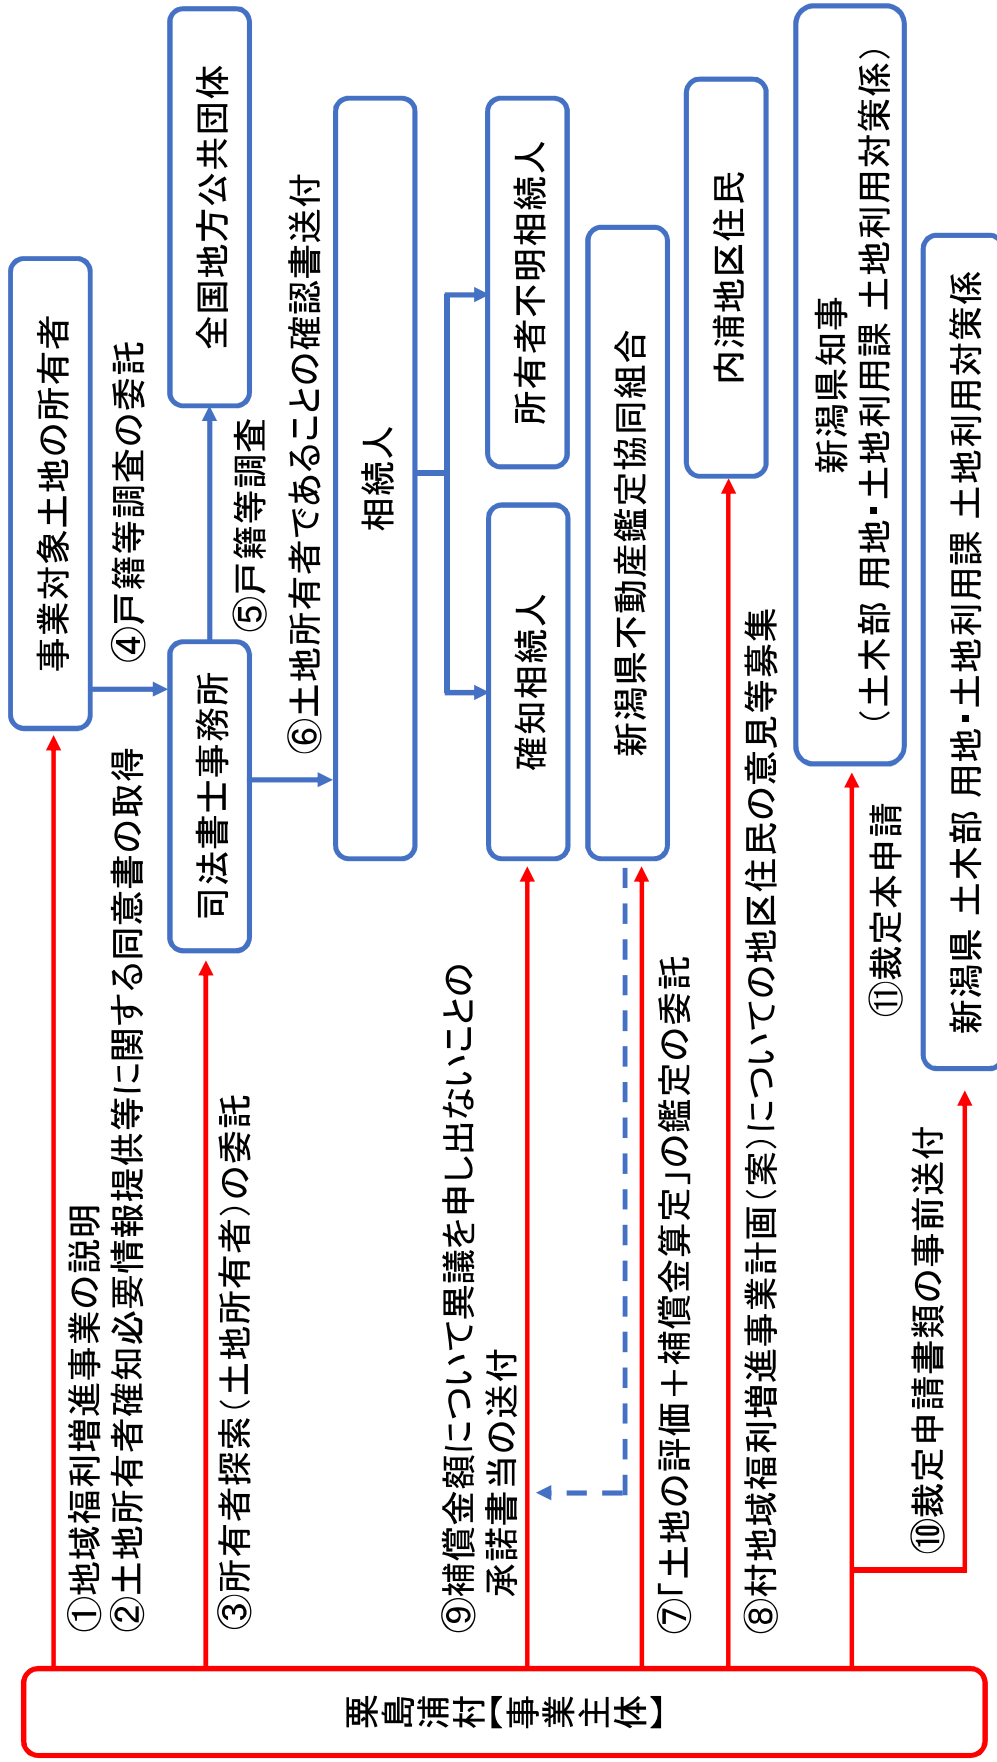 粟島浦村【事業主体】
①地域福利増進事業の説明
②土地所有者確知必要情報提供等に関する同意書の取得
事業対象土地の所有者
④戸籍等調査の委託
③所有者探索(土地所有者)の委託
司法書士事務所
⑤戸籍等調査
全国地方公共団体
⑥土地所有者であることの確認書送付
相続人
⑨補償金額について異議を申し出ないことの
承諾書当の送付
確知相続人
所有者不明相続人
⑦「土地の評価+補償金算定」の鑑定の委託
新潟県不動産鑑定協同組合
⑧村地域福利増進事業計画(案)についての地区住民の意見等募集
内浦地区住民
⑪裁定本申請
新潟県知事
(土木部 用地・土地利用課 土地利用対策係)
⑩裁定申請書類の事前送付
新潟県 土木部 用地・土地利用課 土地利用対策係